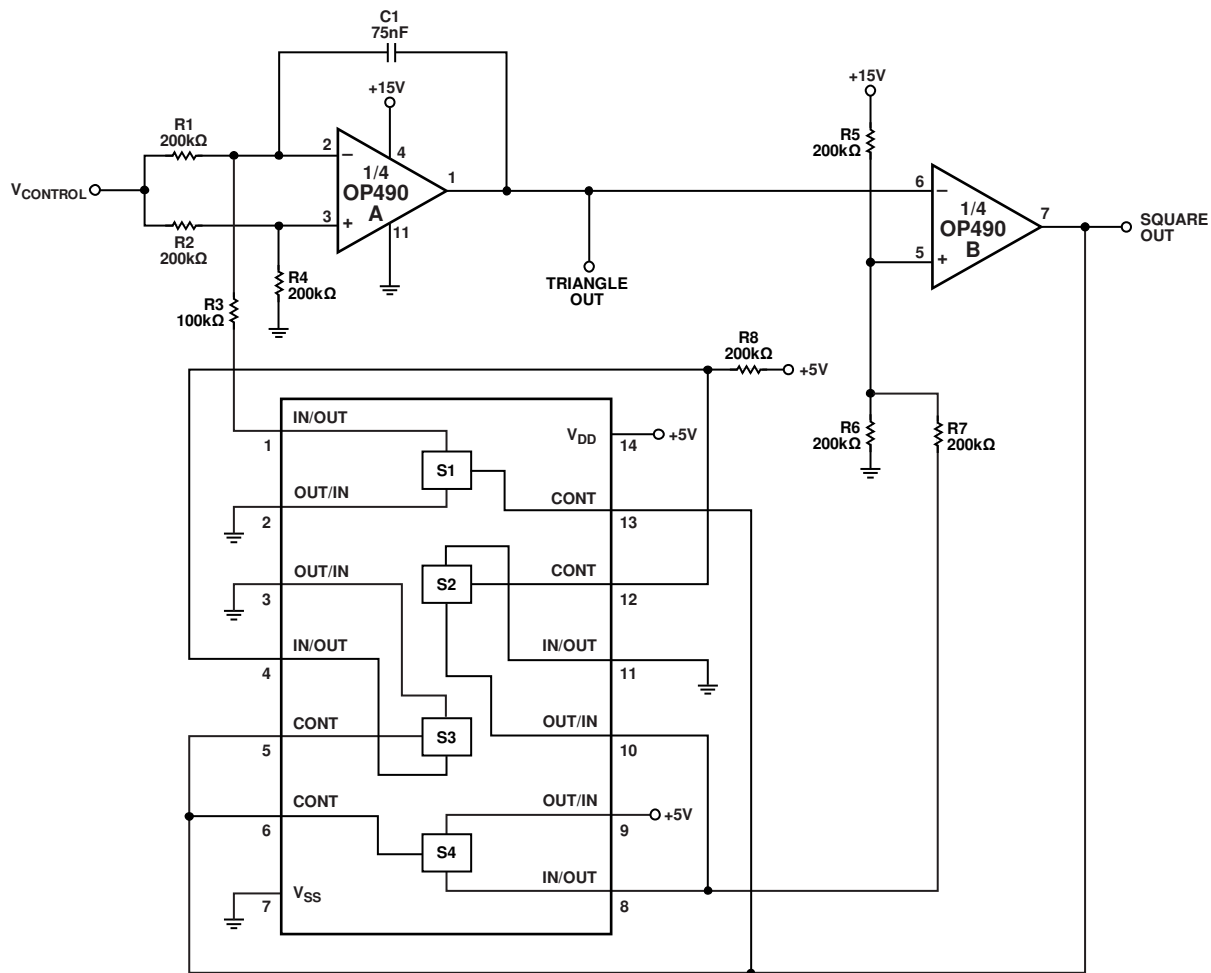 C1
75nF
+15V
+15V
R1
200kΩ
R5
200kΩ
2
−
4
1/4
OP490
A
1
6
−
1/4
OP490
B
7
SQUARE
OUT
VCONTROL
3
+
11
5
+
R2
200kΩ
R4
200kΩ
TRIANGLE
OUT
R3
100kΩ
R8
200kΩ
+5V
IN/OUT
1
S1
VDD
14
+5V
R6
200kΩ
R7
200kΩ
OUT/IN
2
CONT
13
OUT/IN
3
S2
CONT
12
IN/OUT
4
IN/OUT
11
CONT
5
S3
OUT/IN
10
CONT
6
S4
OUT/IN
9
+5V
VSS
7
IN/OUT
8